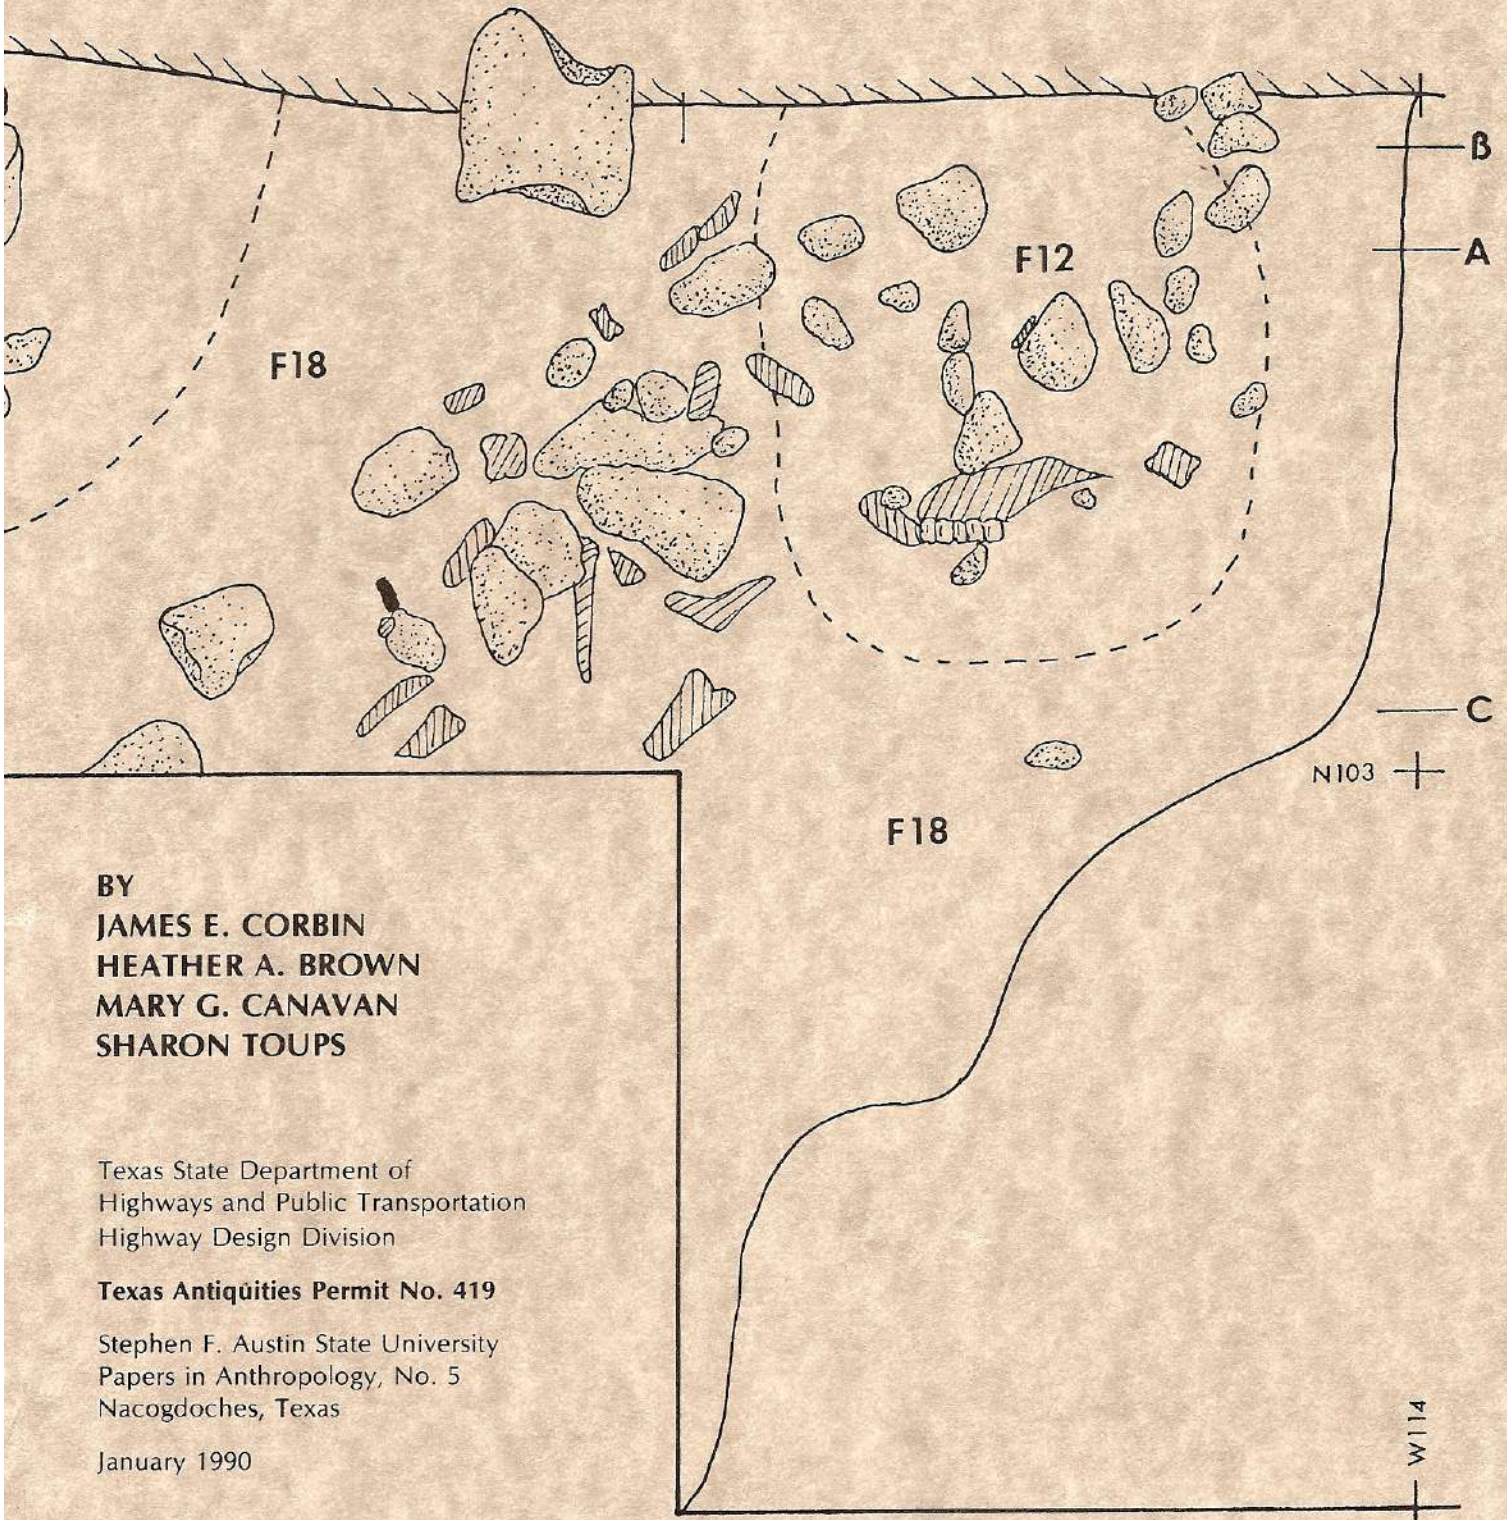 B
A
F12
F18
C
N103
F18
BY
JAMES E. CORBIN
HEATHER A. BROWN
MARY G. CANAVAN
SHARON TOUPS
Texas State Department of
Highways and Public Transportation
Highway Design Division
Texas Antiquities Permit No. 419
Stephen F. Austin State University
Papers in Anthropology, No. 5
Nacogdoches, Texas
January 1990
W114